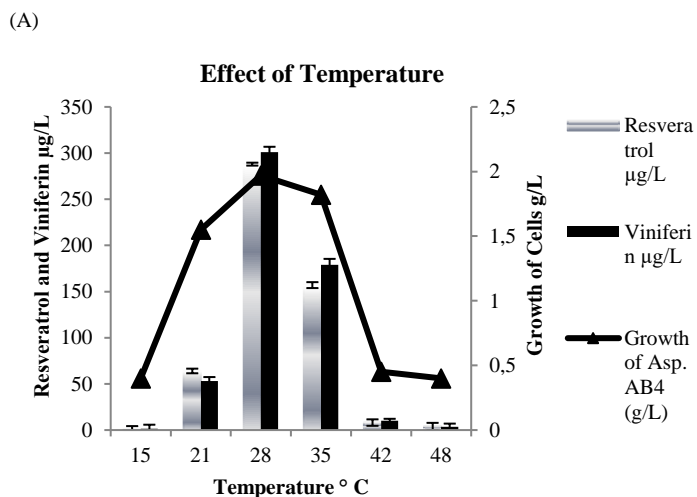 (A)
Effect of Temperature
Resveratrol and Viniferin µg/L
350
300
250
200
150
100
50
0
15 21 28 35 42 48
Temperature ° C
2,5
2
1,5
1
0,5
0
Growth of Cells g/L
Resvera
trol
µg/L
Viniferi
n µg/L
Growth
of Asp.
AB4
(g/L)